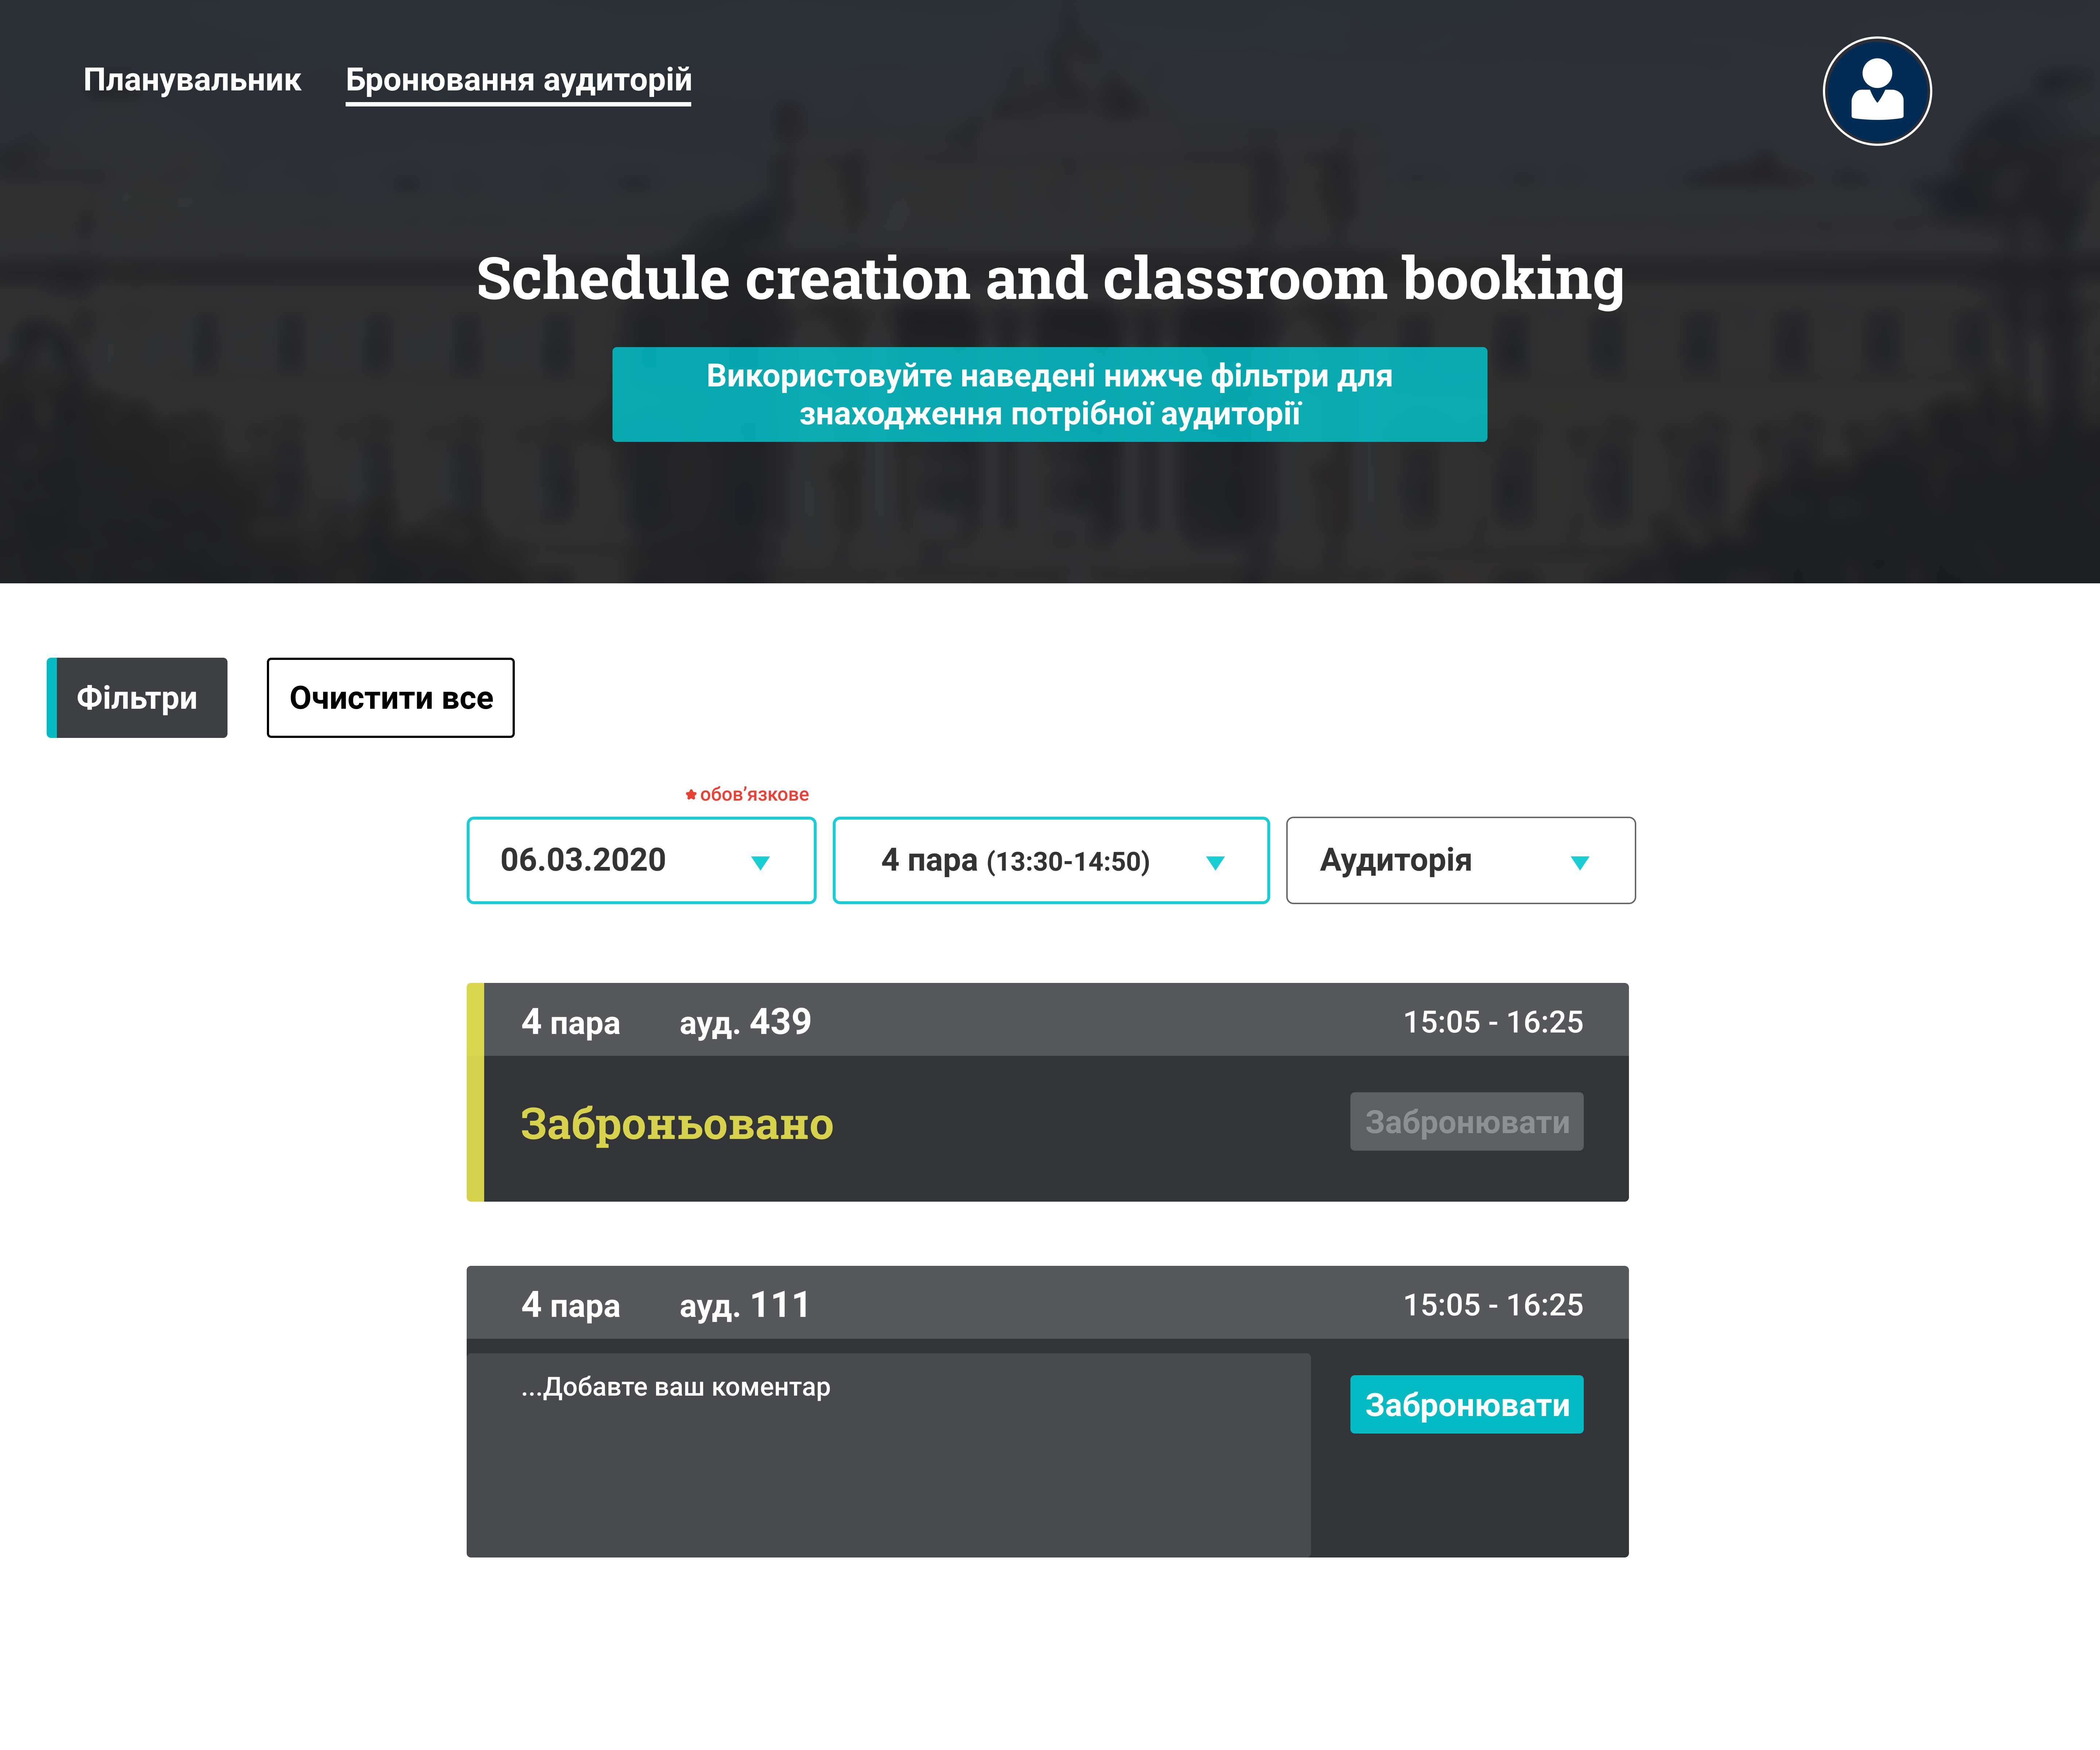 Планувальник Бронювання аудиторій
Schedule creation and classroom booking
Використовуйте наведені нижче фільтри для
знаходження потрібної аудиторії
Фільтри
Очистити все
обов’язкове
06.03.2020
4 пара (13:30-14:50)
Аудиторія
4 пара ауд. 439 15:05 - 16:25
Заброньовано
Забронювати
4 пара ауд. 111 15:05 - 16:25
...Добавте ваш коментар
Забронювати